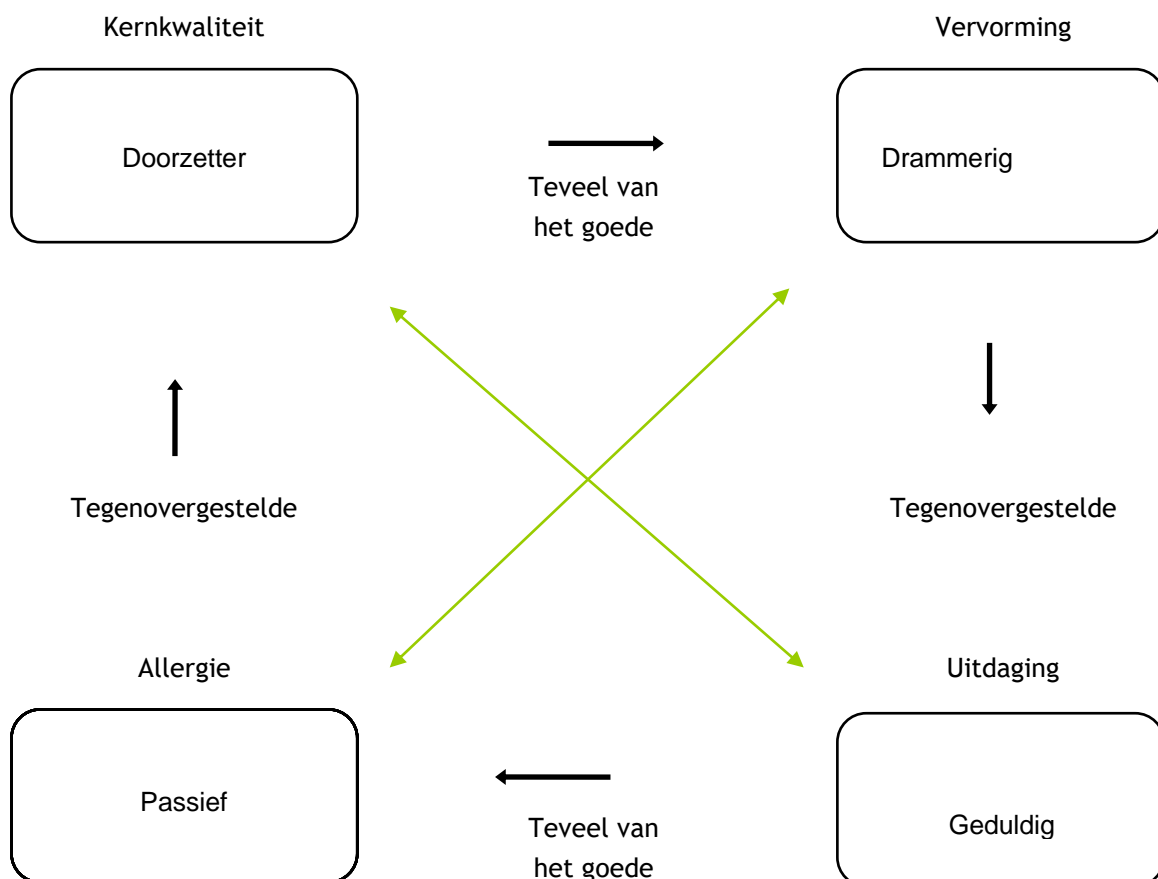 Kernkwaliteit
Vervorming
Doorzetter
Drammerig
Teveel van
het goede
Tegenovergestelde
Tegenovergestelde
Allergie
Uitdaging
Passief
Geduldig
Teveel van
het goede